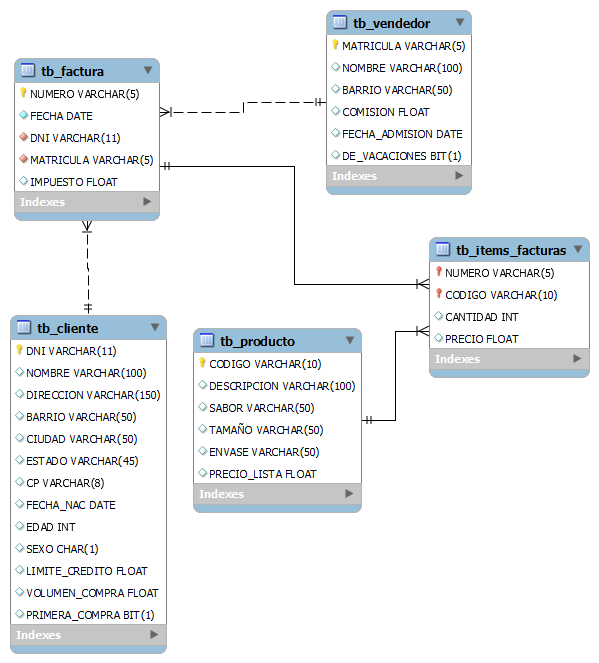 tb_vendedor
MATRICULA VARCHAR(5)
NOMBRE VARCHAR(100)
BARRIO VARCHAR(50)
COMISION FLOAT
FECHA_ADMISION DATE
DE_VACACIONES BIT(1)
Indexes
tb_factura
NUMERO VARCHAR(5)
FECHA DATE
DNI VARCHAR(11)
MATRICULA VARCHAR(5)
IMPUESTO FLOAT
Indexes
tb_items_facturas
NUMERO VARCHAR(5)
CODIGO VARCHAR(10)
CANTIDAD INT
PRECIO FLOAT
Indexes
tb_cliente
DNI VARCHAR(11)
NOMBRE VARCHAR(100)
DIRECCION VARCHAR(150)
BARRIO VARCHAR(50)
CIUDAD VARCHAR(50)
ESTADO VARCHAR(45)
CP VARCHAR(8)
FECHA_NAC DATE
EDAD INT
SEXO CHAR(1)
LIMITE_CREDITO FLOAT
VOLUMEN_COMPRA FLOAT
PRIMERA_COMPRA BIT(1)
Indexes
tb_producto
CODIGO VARCHAR(10)
DESCRIPCION VARCHAR(100)
SABOR VARCHAR(50)
TAMAÑO VARCHAR(50)
ENVASE VARCHAR(50)
PRECIO_LISTA FLOAT
Indexes